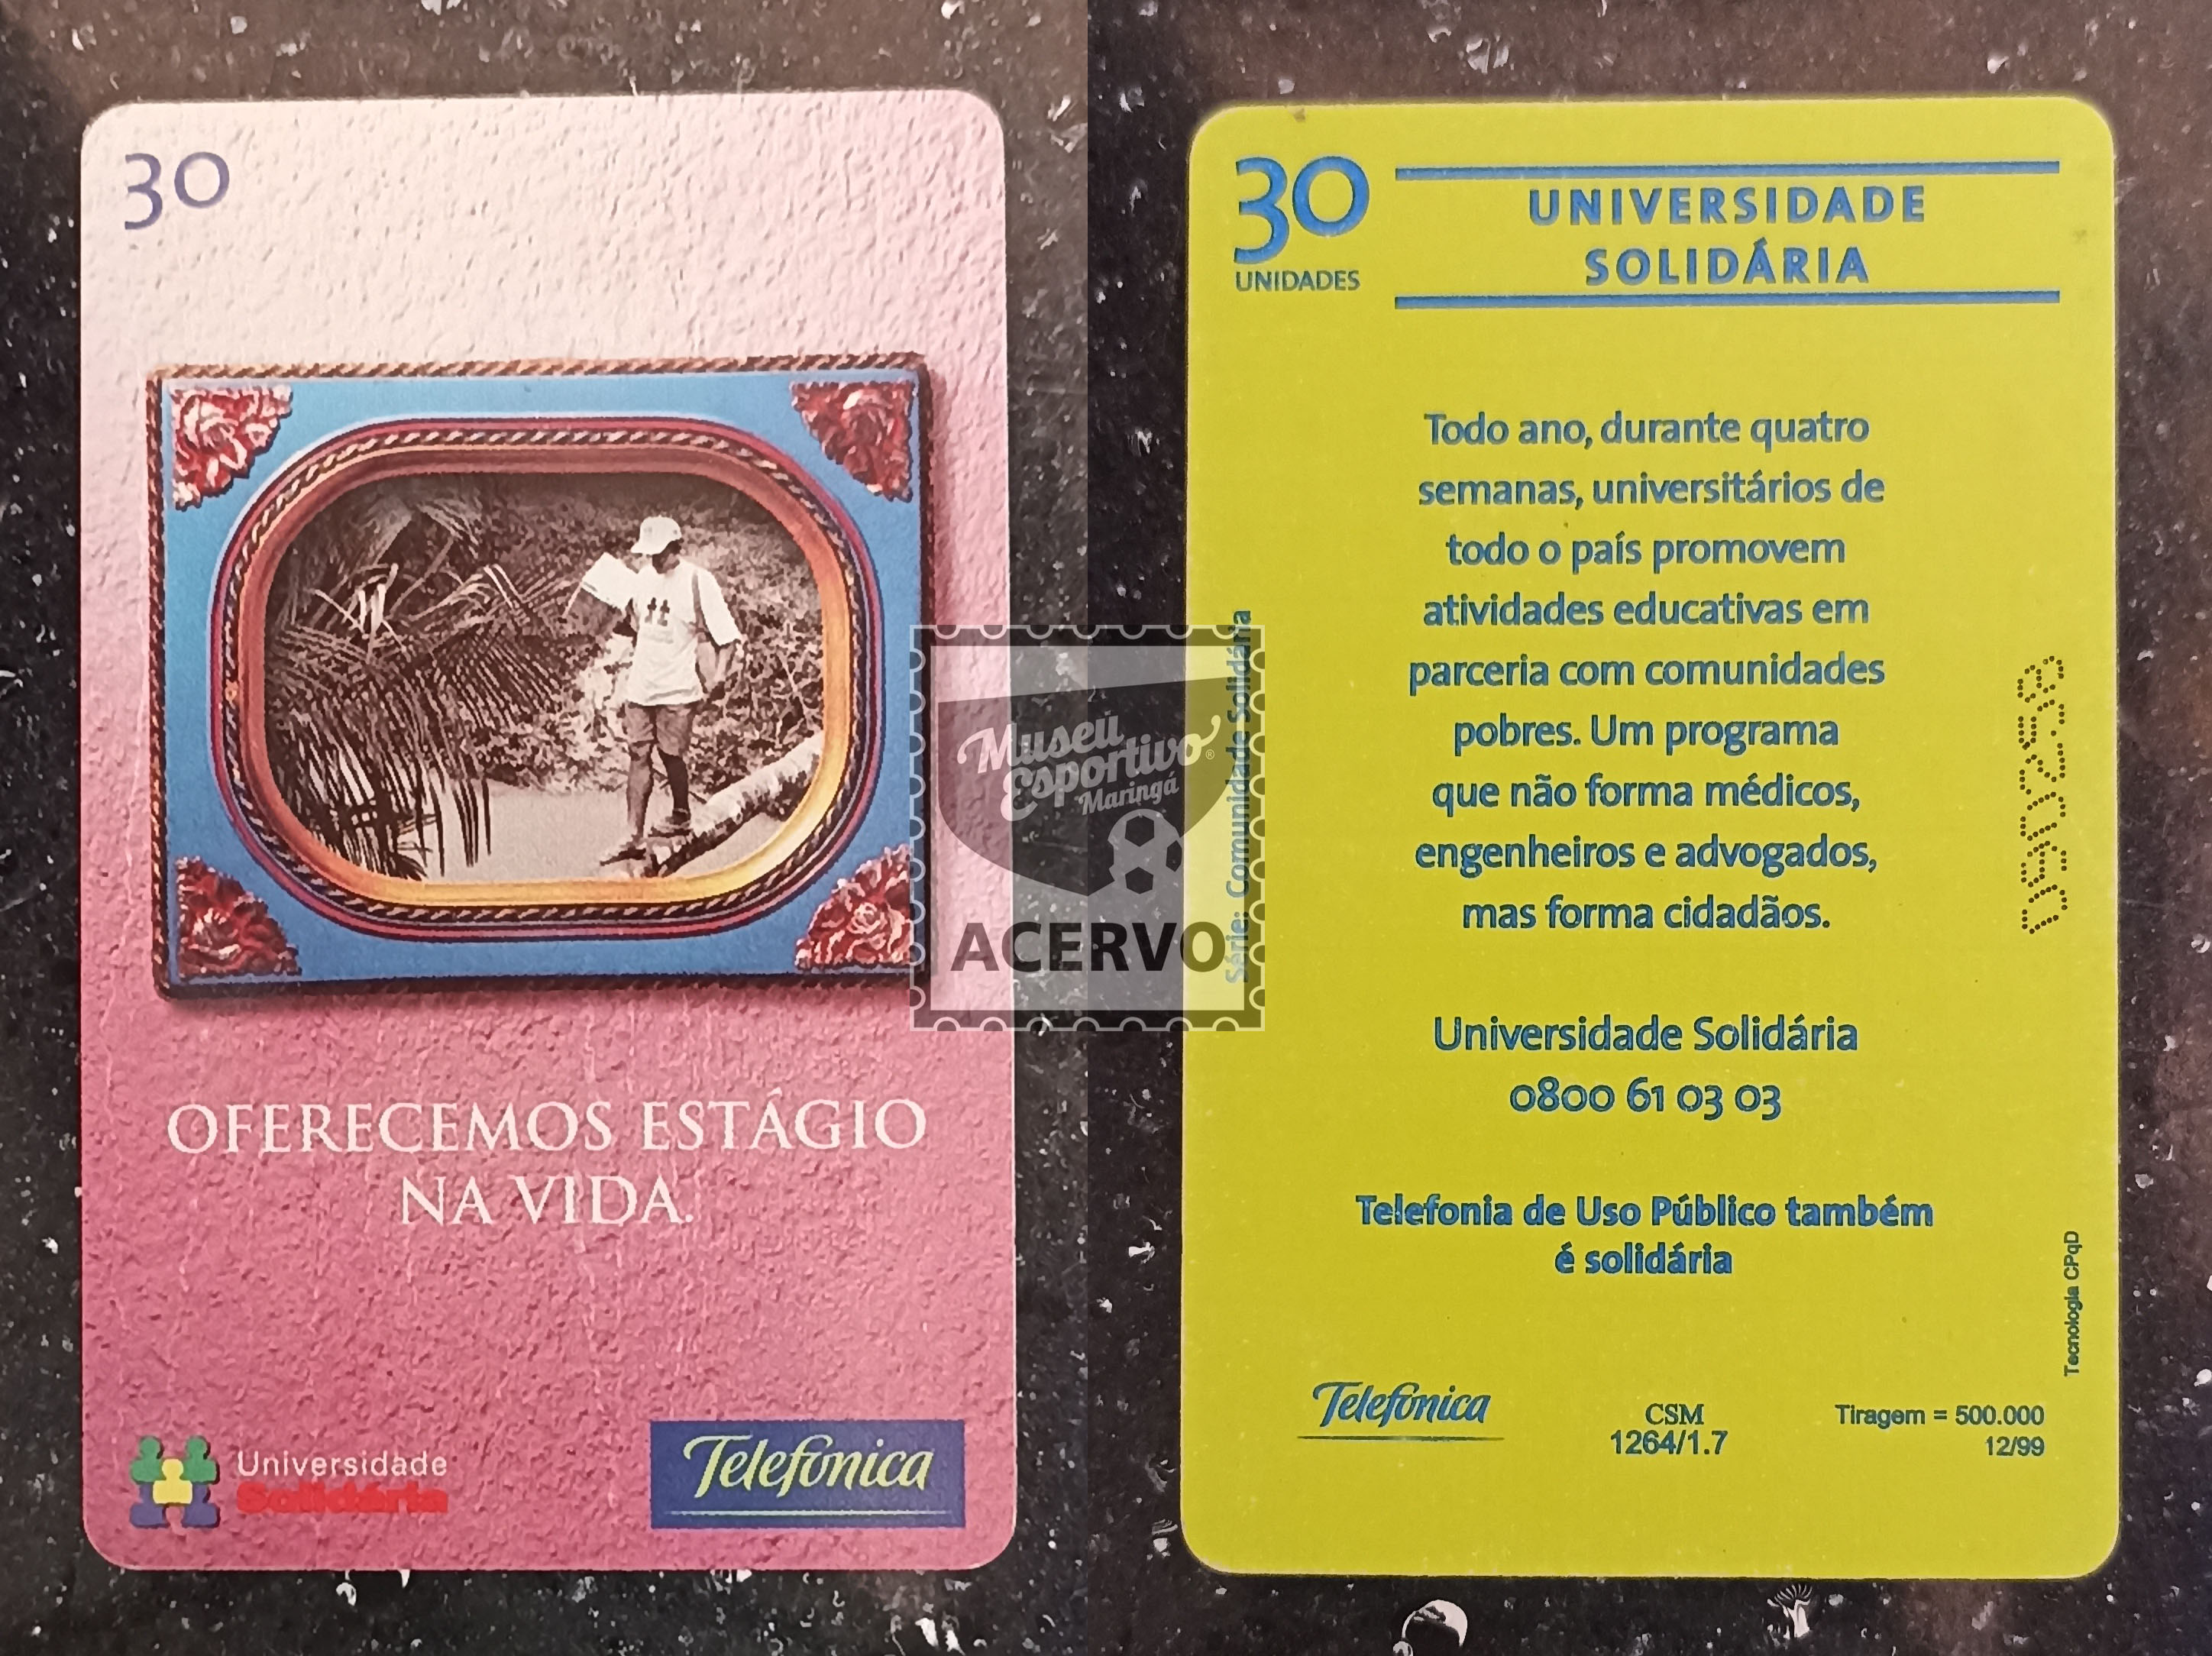 30
OFERECEMOS ESTÁGIO
NA VIDA.
Universidade
Solidária
Telefónica
30
UNIDADES
UNIVERSIDADE
SOLIDÁRIA
Todo ano, durante quatro
semanas, universitários de
todo o país promovem
atividades educativas em
parceria com comunidades
pobres. Um programa
que não forma médicos,
engenheiros e advogados,
mas forma cidadãos.
Universidade Solidária
0800 61 03 03
Telefonia de Uso Público também
é solidária
Telefónica
CSM
1264/1.7
Tiragem = 500.000
12/99
Série: Comunidade Solidária
Tecnologia CPqD
Museu
Esportivo®
Maringá
ACERVO